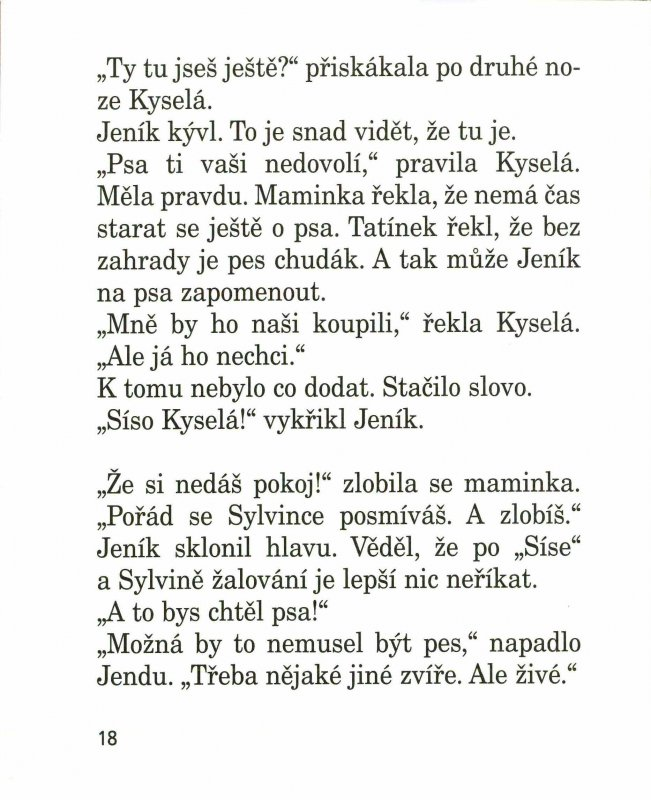 „Ty tu jseš ještě?“ přiskákala po druhé no-
ze Kyselá.
Jeník kývl. To je snad vidět, že tu je.
„Psa ti vaši nedovolí,“ pravila Kyselá.
Měla pravdu. Maminka řekla, že nemá čas
starat se ještě o psa. Tatínek řekl, že bez
zahrady je pes chudák. A tak může Jeník
na psa zapomenout.
„Mně by ho naši koupili,“ řekla Kyselá.
„Ale já ho nechci.“
K tomu nebylo co dodat. Stačilo slovo.
„Síso Kyselá!“ vykřikl Jeník.
„Že si nedáš pokoj!“ zlobila se maminka.
„Pořád se Sylvince posmíváš. A zlobíš.“
Jeník sklonil hlavu. Věděl, že po „Síse“
a Sylvině žalování je lepší nic neříkat.
„A to bys chtěl psa!“
„Možná by to nemusel být pes,“ napadlo
Jendu. „Třeba nějaké jiné zvíře. Ale živé.“
18